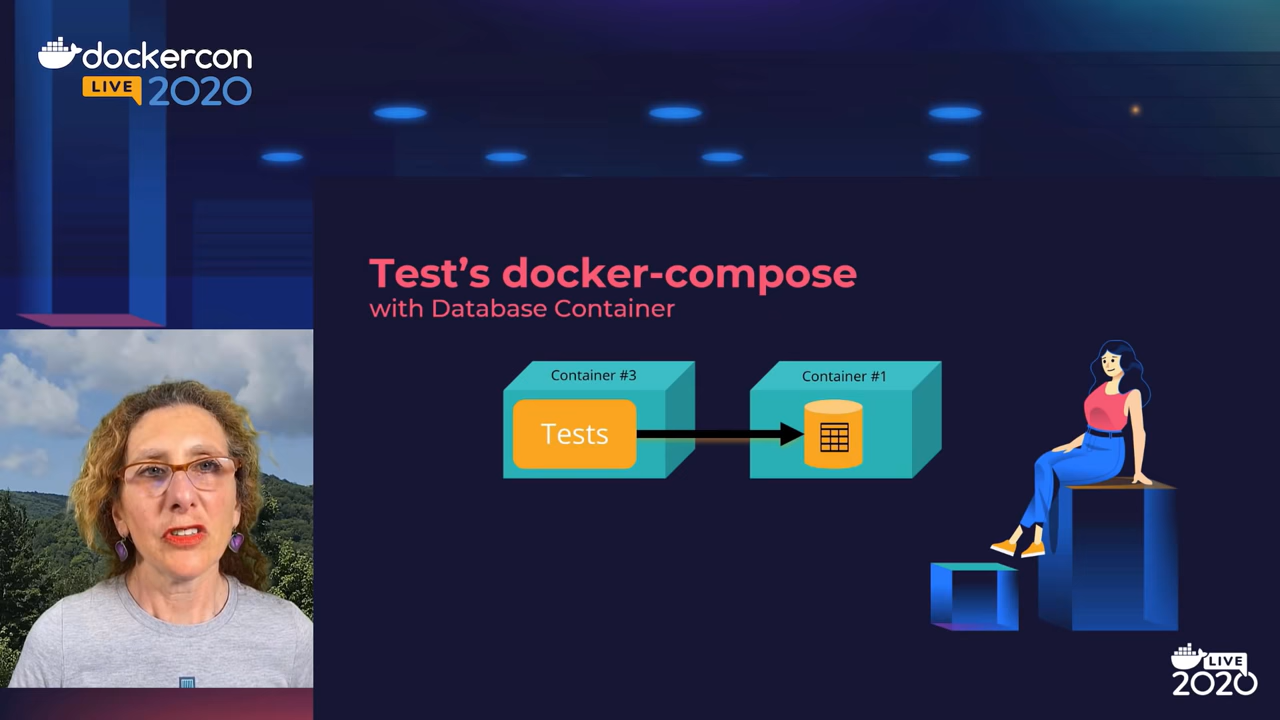 dockercon
LIVE 2020
Test's docker-compose
with Database Container
Container #3
Container #1
Tests
LIVE
2020